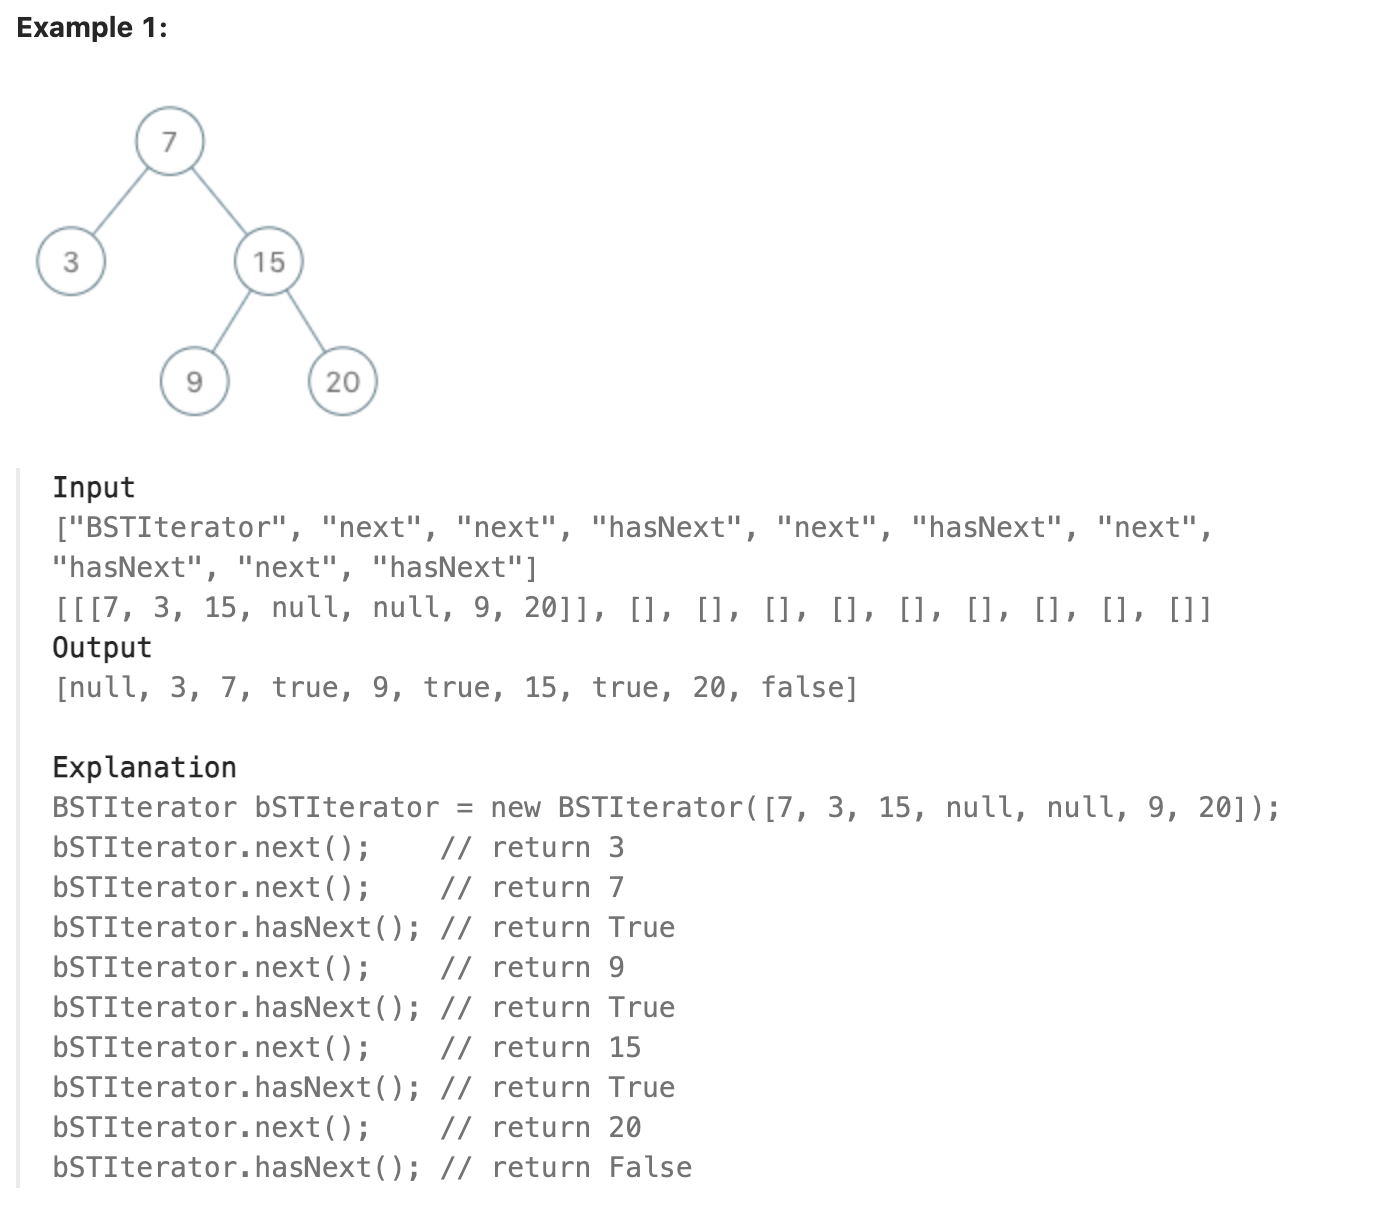 Example 1:
7
3
15
9
20
Input
["BSTIterator", "next", "next", "hasNext", "next", "hasNext", "next",
"hasNext", "next", "hasNext"]
[[[7, 3, 15, null, null, 9, 20]], [], [], [], [], [], [], [], [], []]
Output
[null, 3, 7, true, 9, true, 15, true, 20, false]
Explanation
BSTIterator bSTIterator = new BSTIterator([7, 3, 15, null, null, 9, 20]);
bSTIterator.next();    // return 3
bSTIterator.next();    // return 7
bSTIterator.hasNext(); // return True
bSTIterator.next();    // return 9
bSTIterator.hasNext(); // return True
bSTIterator.next();    // return 15
bSTIterator.hasNext(); // return True
bSTIterator.next();    // return 20
bSTIterator.hasNext(); // return False